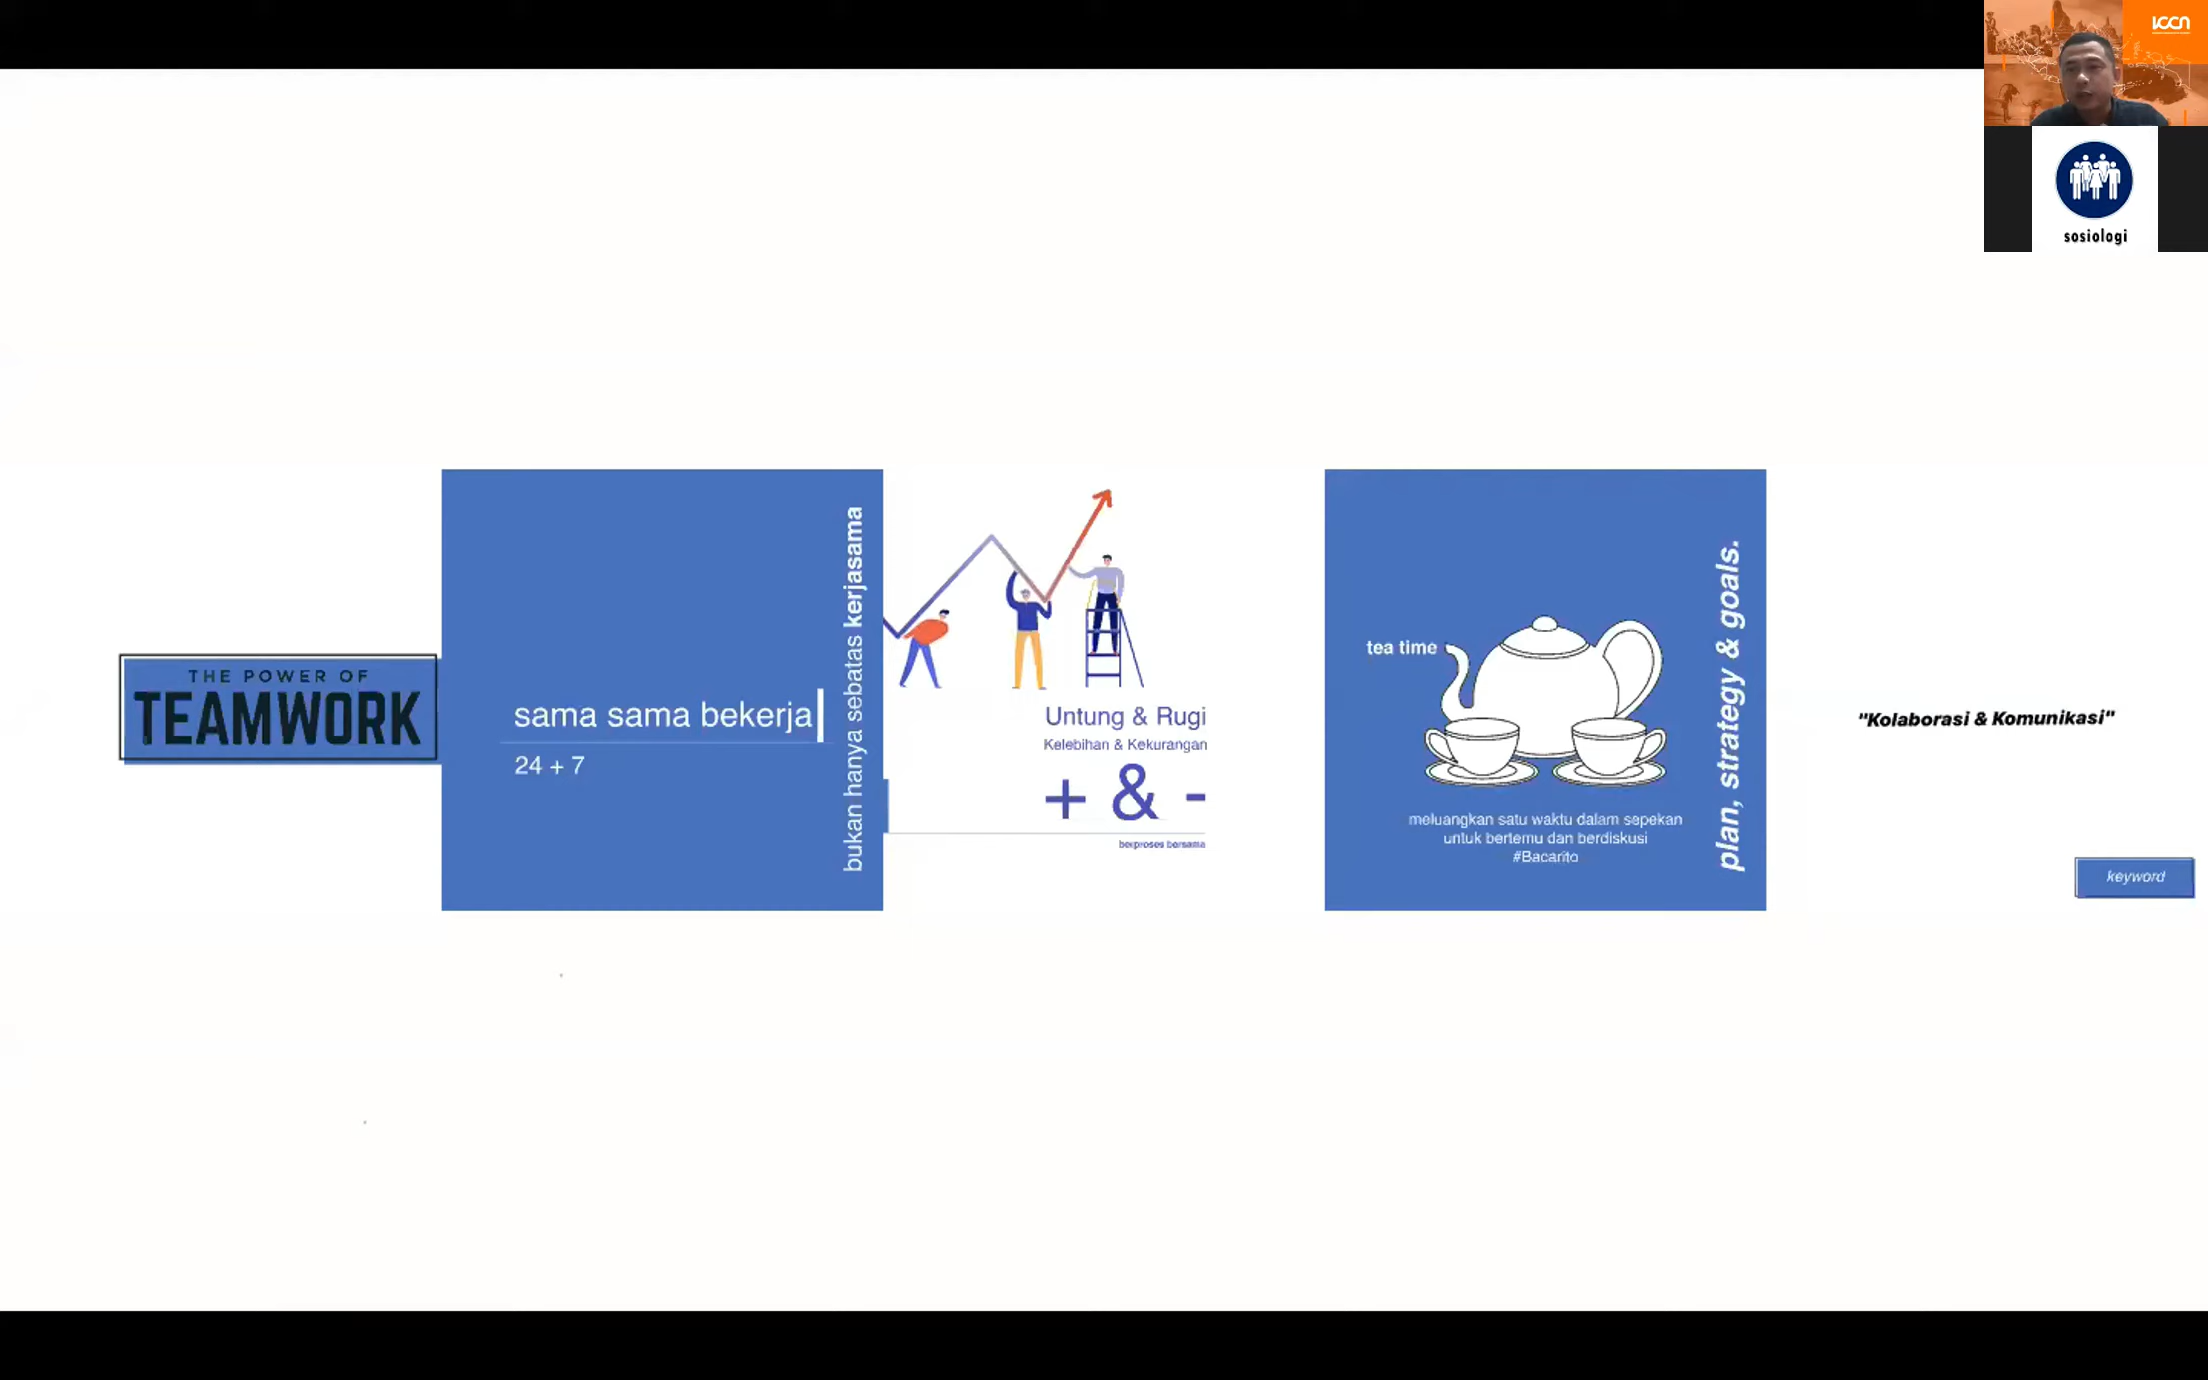 ICCN
sosiologi
THE POWER OF
TEAMWORK
sama sama bekerja
24 + 7
bukan hanya sebatas kerjasama
Untung & Rugi
Kelebihan & Kekurangan
+ & -
berproses bersama
tea time
meluangkan satu waktu dalam sepekan
untuk bertemu dan berdiskusi
#Bacarito
plan, strategy & goals.
"Kolaborasi & Komunikasi"
keyword